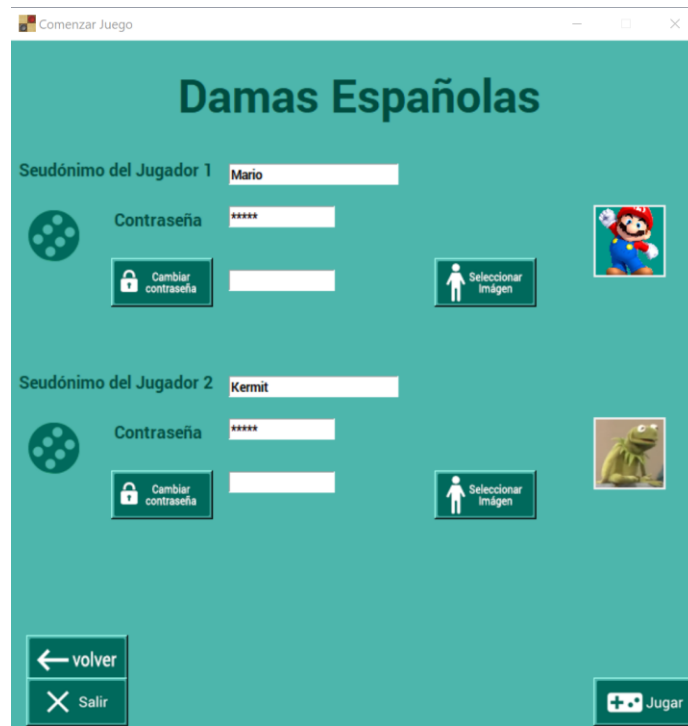 Comenzar Juego
Damas Españolas
Seudónimo del Jugador 1
Mario
Contraseña
*****
Cambiar
contraseña
Seleccionar
Imágen
Seudónimo del Jugador 2
Kermit
Contraseña
*****
Cambiar
contraseña
Seleccionar
Imágen
volver
Salir
Jugar